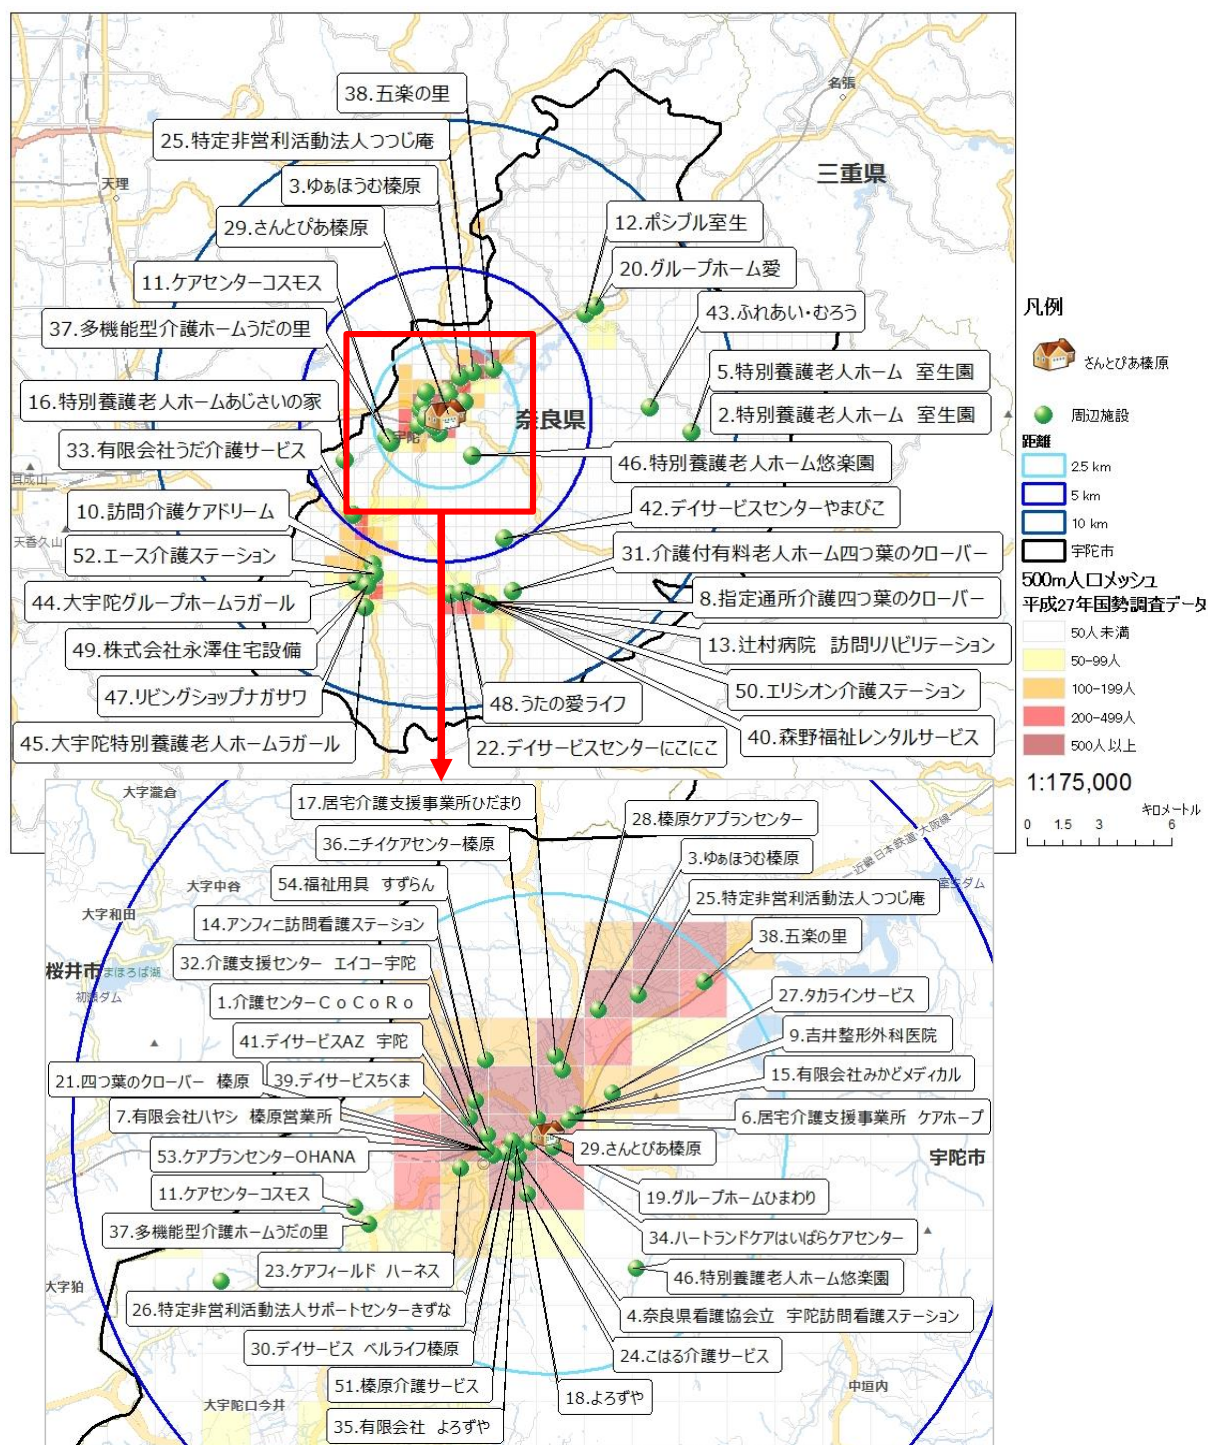 38.五楽の里
25.特定非営利活動法人つつじ庵
3.ゆぁほうむ榛原
29.さんとぴあ榛原
11.ケアセンターコスモス
37.多機能型介護ホームうだの里
16.特別養護老人ホームあじさいの家
33.有限会社うだ介護サービス
10.訪問介護ケアドリーム
52.エース介護ステーション
44.大宇陀グループホームラガール
49.株式会社永澤住宅設備
47.リビングショップナガサワ
45.大宇陀特別養護老人ホームラガール
名張
三重県
天理
12.ポシブル室生
20.グループホーム愛
43.ふれあい・むろう
5.特別養護老人ホーム 室生園
2.特別養護老人ホーム 室生園
奈良県
宇陀
46.特別養護老人ホーム悠楽園
42.デイサービスセンターやまびこ
31.介護付有料老人ホーム四つ葉のクローバー
8.指定通所介護四つ葉のクローバー
13.辻村病院 訪問リハビリテーション
50.エリシオン介護ステーション
48.うたの愛ライフ
40.森野福祉レンタルサービス
22.デイサービスセンターにこにこ
耳成山
天香久山
凡例
さんとぴあ榛原
周辺施設
距離
2.5 km
5 km
10 km
宇陀市
500m人口メッシュ
平成27年国勢調査データ
50人未満
50-99人
100-199人
200-499人
500人以上
1:175,000
キロメートル
0 1.5 3 6
大字瀧倉
17.居宅介護支援事業所ひだまり
28.榛原ケアプランセンター
36.ニチイケアセンター榛原
3.ゆぁほうむ榛原
近畿日本鉄道・大阪線
大字中谷
54.福祉用具 すずらん
25.特定非営利活動法人つつじ庵
室生ダム
大字和田
14.アンフィニ訪問看護ステーション
38.五楽の里
32.介護支援センター エイコー宇陀
桜井市
まほろば湖
初瀬ダム
27.タカラインサービス
1.介護センターＣｏＣｏＲｏ
41.デイサービスAZ 宇陀
9.吉井整形外科医院
21.四つ葉のクローバー 榛原
39.デイサービスちくま
15.有限会社みかどメディカル
7.有限会社ハヤシ 榛原営業所
6.居宅介護支援事業所 ケアホープ
53.ケアプランセンターOHANA
29.さんとぴあ榛原
宇陀市
11.ケアセンターコスモス
19.グループホームひまわり
37.多機能型介護ホームうだの里
34.ハートランドケアはいばらケアセンター
23.ケアフィールド ハーネス
46.特別養護老人ホーム悠楽園
大字狛
26.特定非営利活動法人サポートセンターきずな
4.奈良県看護協会立 宇陀訪問看護ステーション
30.デイサービス ベルライフ榛原
24.こはる介護サービス
51.榛原介護サービス
18.よろずや
中垣内
大宇陀口今井
35.有限会社 よろずや